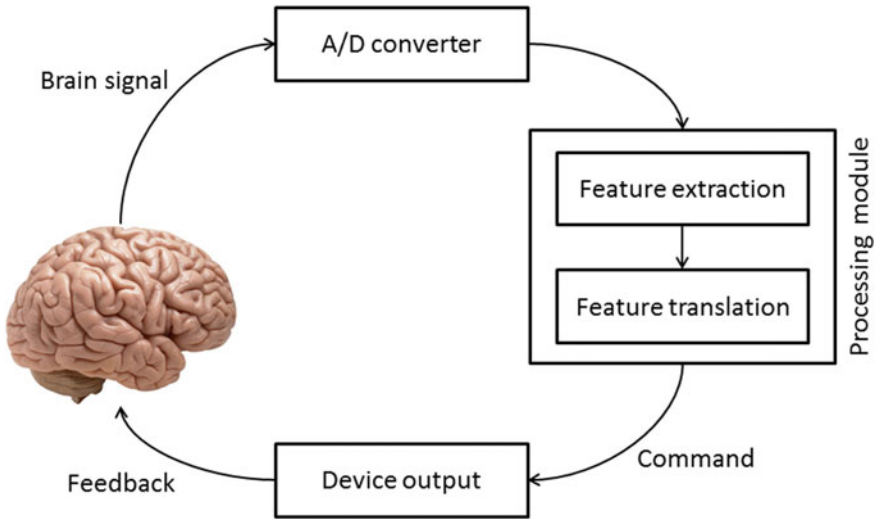 A/D converter
Brain signal
Feature extraction
Feature translation
Processing module
Command
Device output
Feedback